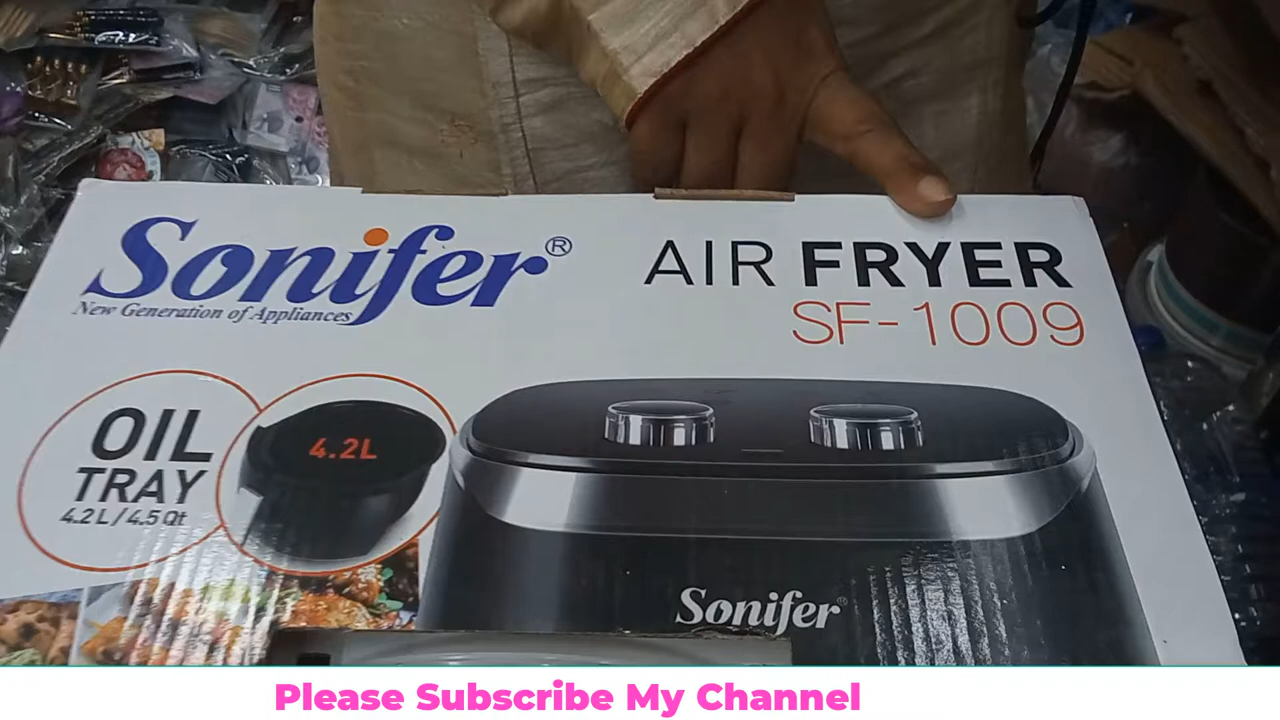 Sonifer®
New Generation of Appliances
AIR FRYER
SF-1009
OIL
TRAY
4.2L/4.5Qt
4.2L
Sonifer®
Please Subscribe My Channel